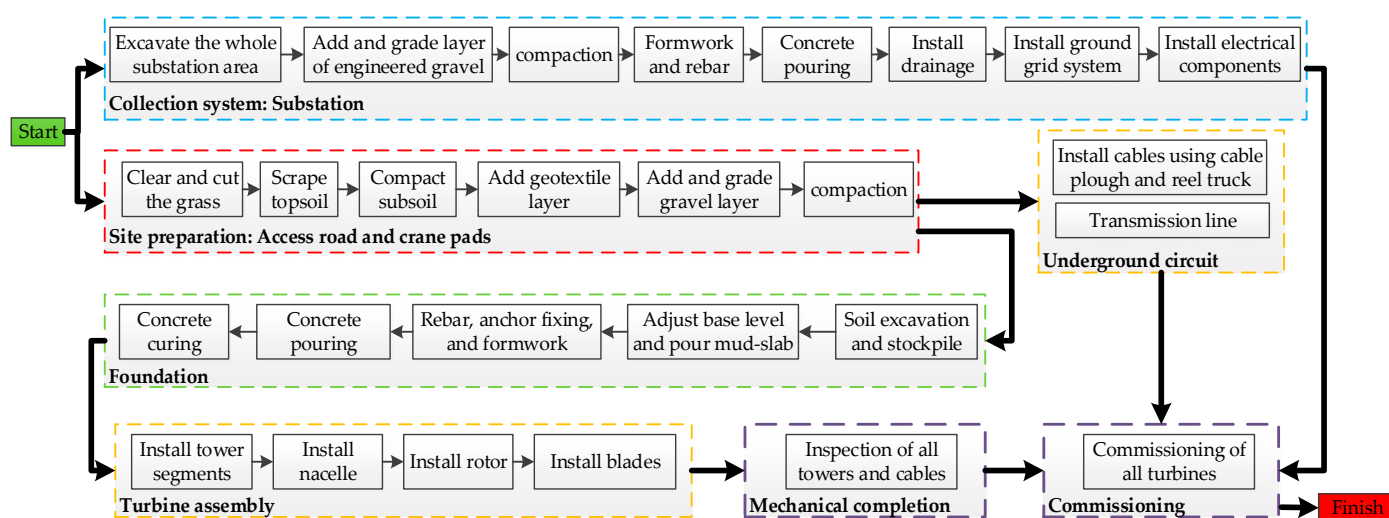 Start
Excavate the whole
substation area
Add and grade layer
of engineered gravel
compaction
Formwork
and rebar
Concrete
pouring
Install
drainage
Install ground
grid system
Install electrical
components
Collection system: Substation
Clear and cut
the grass
Scrape
topsoil
Compact
subsoil
Add geotextile
layer
Add and grade
gravel layer
compaction
Site preparation: Access road and crane pads
Install cables using cable
plough and reel truck
Transmission line
Underground circuit
Soil excavation
and stockpile
Adjust base level
and pour mud-slab
Rebar, anchor fixing,
and formwork
Concrete
pouring
Concrete
curing
Foundation
Install tower
segments
Install
nacelle
Install rotor
Install blades
Turbine assembly
Inspection of all
towers and cables
Mechanical completion
Commissioning of
all turbines
Commissioning
Finish